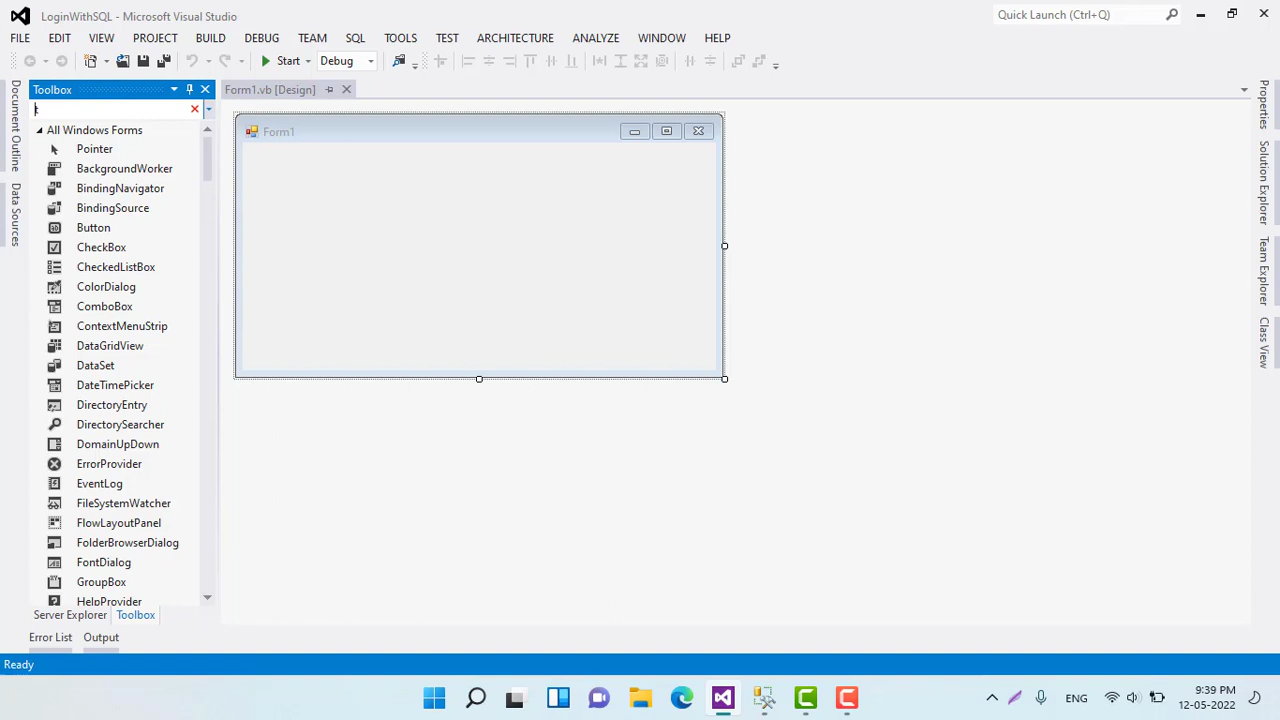 LoginWithSQL - Microsoft Visual Studio
Quick Launch (Ctrl+Q)
FILE EDIT VIEW PROJECT BUILD DEBUG TEAM SQL TOOLS TEST ARCHITECTURE ANALYZE WINDOW HELP
Start Debug
Document Outline
Data Sources
Toolbox
All Windows Forms
Pointer
BackgroundWorker
BindingNavigator
BindingSource
Button
CheckBox
CheckedListBox
ColorDialog
ComboBox
ContextMenuStrip
DataGridView
DataSet
DateTimePicker
DirectoryEntry
DirectorySearcher
DomainUpDown
ErrorProvider
EventLog
FileSystemWatcher
FlowLayoutPanel
FolderBrowserDialog
FontDialog
GroupBox
HelpProvider
Server Explorer Toolbox
Form1.vb [Design]
Form1
Properties
Solution Explorer
Team Explorer
Class View
Error List Output
Ready
ENG
9:39 PM
12-05-2022